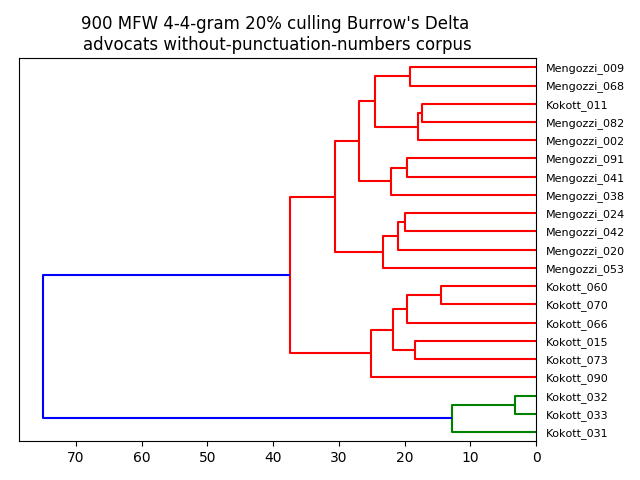 900 MFW 4-4-gram 20% culling Burrow's Delta
advocats without-punctuation-numbers corpus
Mengozzi_009
Mengozzi_068
Kokott_011
Mengozzi_082
Mengozzi_002
Mengozzi_091
Mengozzi_041
Mengozzi_038
Mengozzi_024
Mengozzi_042
Mengozzi_020
Mengozzi_053
Kokott_060
Kokott_070
Kokott_066
Kokott_015
Kokott_073
Kokott_090
Kokott_032
Kokott_033
Kokott_031
70 60 50 40 30 20 10 0